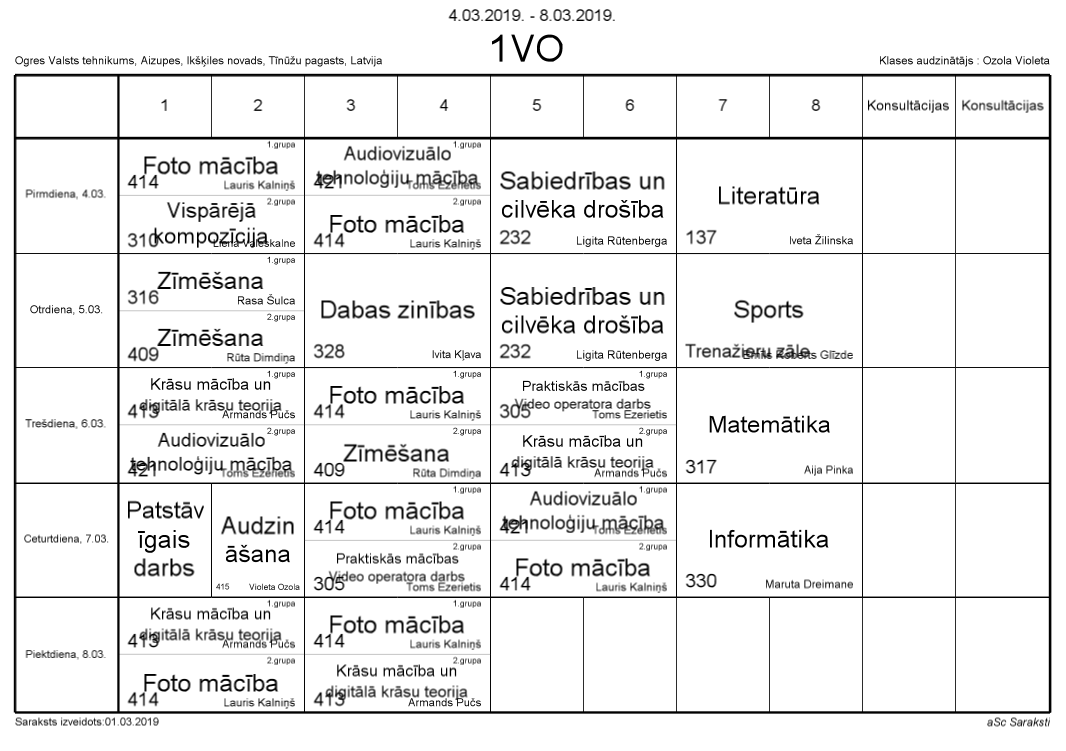 4.03.2019. - 8.03.2019.
1VO
Ogres Valsts tehnikums, Aizupes, Ikšķiles novads, Tīnūžu pagasts, Latvija
Klases audzinātājs : Ozola Violeta
1 2 3 4 5 6 7 8 Konsultācijas Konsultācijas
Pirmdiena, 4.03.
1.grupa
Foto mācība
414 Lauris Kalniņš
2.grupa
Vispārējā
kompozīcija
310 Liena Valeskalne
1.grupa
Audiovizuālo
tehnoloģiju mācība
421 Toms Ezerietis
2.grupa
Foto mācība
414 Lauris Kalniņš
Sabiedrības un
cilvēka drošība
232 Ligita Rūtenberga
Literatūra
137 Iveta Žilinska
Otrdiena, 5.03.
1.grupa
Zīmēšana
316 Rasa Šulca
2.grupa
Zīmēšana
409 Rūta Dimdiņa
Dabas zinības
328 Ivita Kļava
Sabiedrības un
cilvēka drošība
232 Ligita Rūtenberga
Sports
Trenažieru zāle Emīls Roberts Glīzde
Trešdiena, 6.03.
1.grupa
Krāsu mācība un
digitālā krāsu teorija
413 Armands Pučs
2.grupa
Audiovizuālo
tehnoloģiju mācība
421 Toms Ezerietis
1.grupa
Foto mācība
414 Lauris Kalniņš
2.grupa
Zīmēšana
409 Rūta Dimdiņa
1.grupa
Praktiskās mācības
Video operatora darbs
305 Toms Ezerietis
2.grupa
Krāsu mācība un
digitālā krāsu teorija
413 Armands Pučs
Matemātika
317 Aija Pinka
Ceturtdiena, 7.03.
Patstāv
īgais
darbs
Audzin
āšana
415 Violeta Ozola
1.grupa
Foto mācība
414 Lauris Kalniņš
2.grupa
Praktiskās mācības
Video operatora darbs
305 Toms Ezerietis
1.grupa
Audiovizuālo
tehnoloģiju mācība
421 Toms Ezerietis
2.grupa
Foto mācība
414 Lauris Kalniņš
Informātika
330 Maruta Dreimane
Piektdiena, 8.03.
1.grupa
Krāsu mācība un
digitālā krāsu teorija
413 Armands Pučs
2.grupa
Foto mācība
414 Lauris Kalniņš
1.grupa
Foto mācība
414 Lauris Kalniņš
2.grupa
Krāsu mācība un
digitālā krāsu teorija
413 Armands Pučs
Saraksts izveidots:01.03.2019
aSc Saraksti